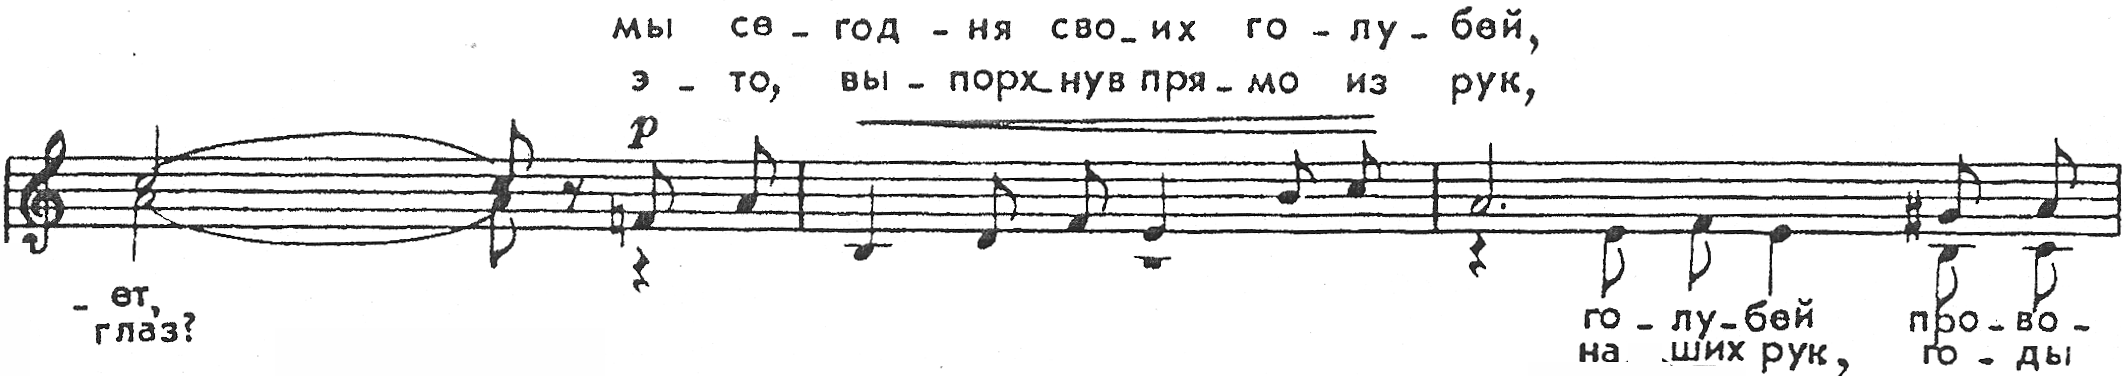 мы се - год - ня сво - их го - лу - бей,
э - то, вы - порх - нув пря - мо из рук,
p
- ет,
глаз?
го - лу - бей про - во -
на - ших рук, го - ды